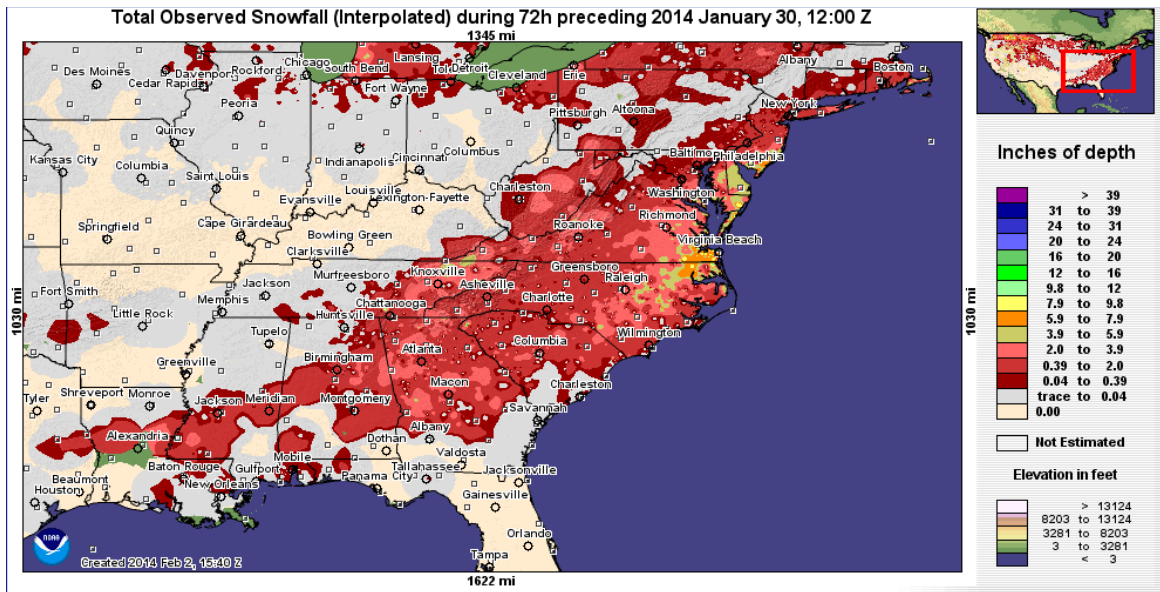 Total Observed Snowfall (Interpolated) during 72h preceding 2014 January 30, 12:00 Z
1345 mi
1030 mi
1030 mi
1622 mi
Des Moines
Cedar Rapids
Davenport
Rockford
Chicago
South Bend
Lansing
Tol
Detroit
Cleveland
Erie
Albany
Boston
Peoria
Fort Wayne
Pittsburgh
Altoona
New York
Quincy
Kansas City
Columbia
Saint Louis
Indianapolis
Cincinnati
Columbus
Baltimo
Philadelphia
Washington
Charleston
Louisville
Lexington-Fayette
Evansville
Richmond
Springfield
Cape Girardeau
Bowling Green
Roanoke
Virginia Beach
Clarksville
Murfreesboro
Knoxville
Greensboro
Raleigh
Fort Smith
Memphis
Jackson
Asheville
Chattanooga
Charlotte
Little Rock
Tupelo
Huntsville
Wilmington
Greenville
Birmingham
Atlanta
Columbia
Tyler
Shreveport
Monroe
Jackson
Meridian
Montgomery
Macon
Charleston
Savannah
Alexandria
Dothan
Albany
Valdosta
Baton Rouge
Gulfport
Mobile
Tallahassee
Jacksonville
Beaumont
Houston
New Orleans
Panama City
Gainesville
Orlando
Tampa
NOAA
Created 2014 Feb 2, 15:40 Z
Inches of depth
> 39
31 to 39
24 to 31
20 to 24
16 to 20
12 to 16
9.8 to 12
7.9 to 9.8
5.9 to 7.9
3.9 to 5.9
2.0 to 3.9
0.39 to 2.0
0.04 to 0.39
trace to 0.04
0.00
Not Estimated
Elevation in feet
> 13124
8203 to 13124
3281 to 8203
3 to 3281
< 3